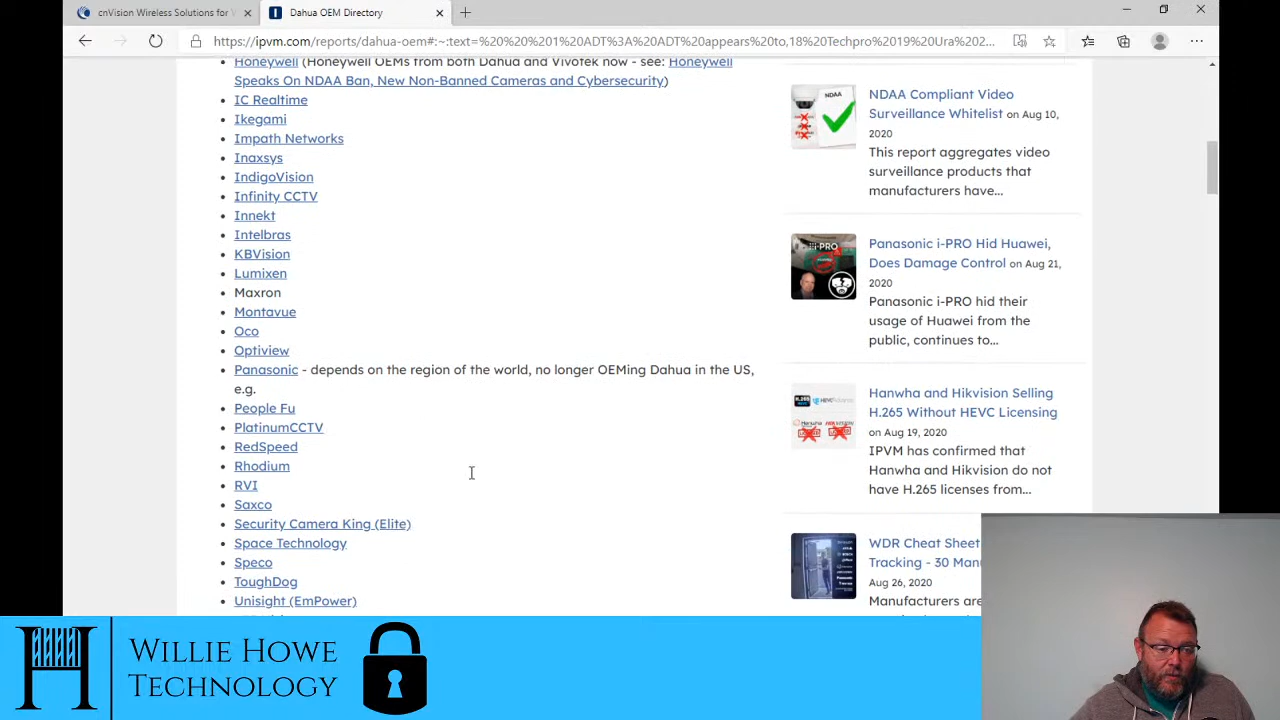 cnVision Wireless Solutions for V
Dahua OEM Directory
https://ipvm.com/reports/dahua-oem#:~:text=%20%20%201%20ADT%3A%20ADT%20appears%20to,18%20Techpro%2019%20Ura%202...
Honeywell (Honeywell OEMs from both Dahua and Vivotek now - see: Honeywell
Speaks On NDAA Ban, New Non-Banned Cameras and Cybersecurity)
IC Realtime
Ikegami
Impath Networks
Inaxsys
IndigoVision
Infinity CCTV
Innekt
Intelbras
KBVision
Lumixen
Maxron
Montavue
Oco
Optiview
Panasonic - depends on the region of the world, no longer OEMing Dahua in the US,
e.g.
People Fu
PlatinumCCTV
RedSpeed
Rhodium
RVI
Saxco
Security Camera King (Elite)
Space Technology
Speco
ToughDog
Unisight (EmPower)
NDAA
NDAA Compliant Video
Surveillance Whitelist on Aug 10,
2020
This report aggregates video
surveillance products that
manufacturers have...
i-PRO
Panasonic i-PRO Hid Huawei,
Does Damage Control on Aug 21,
2020
Panasonic i-PRO hid their
usage of Huawei from the
public, continues to...
H.265
Hanwha and Hikvision Selling
H.265 Without HEVC Licensing
on Aug 19, 2020
IPVM has confirmed that
Hanwha and Hikvision do not
have H.265 licenses from...
WDR Cheat Sheet
Tracking - 30 Man
Aug 26, 2020
Manufacturers are
WILLIE HOWE
TECHNOLOGY